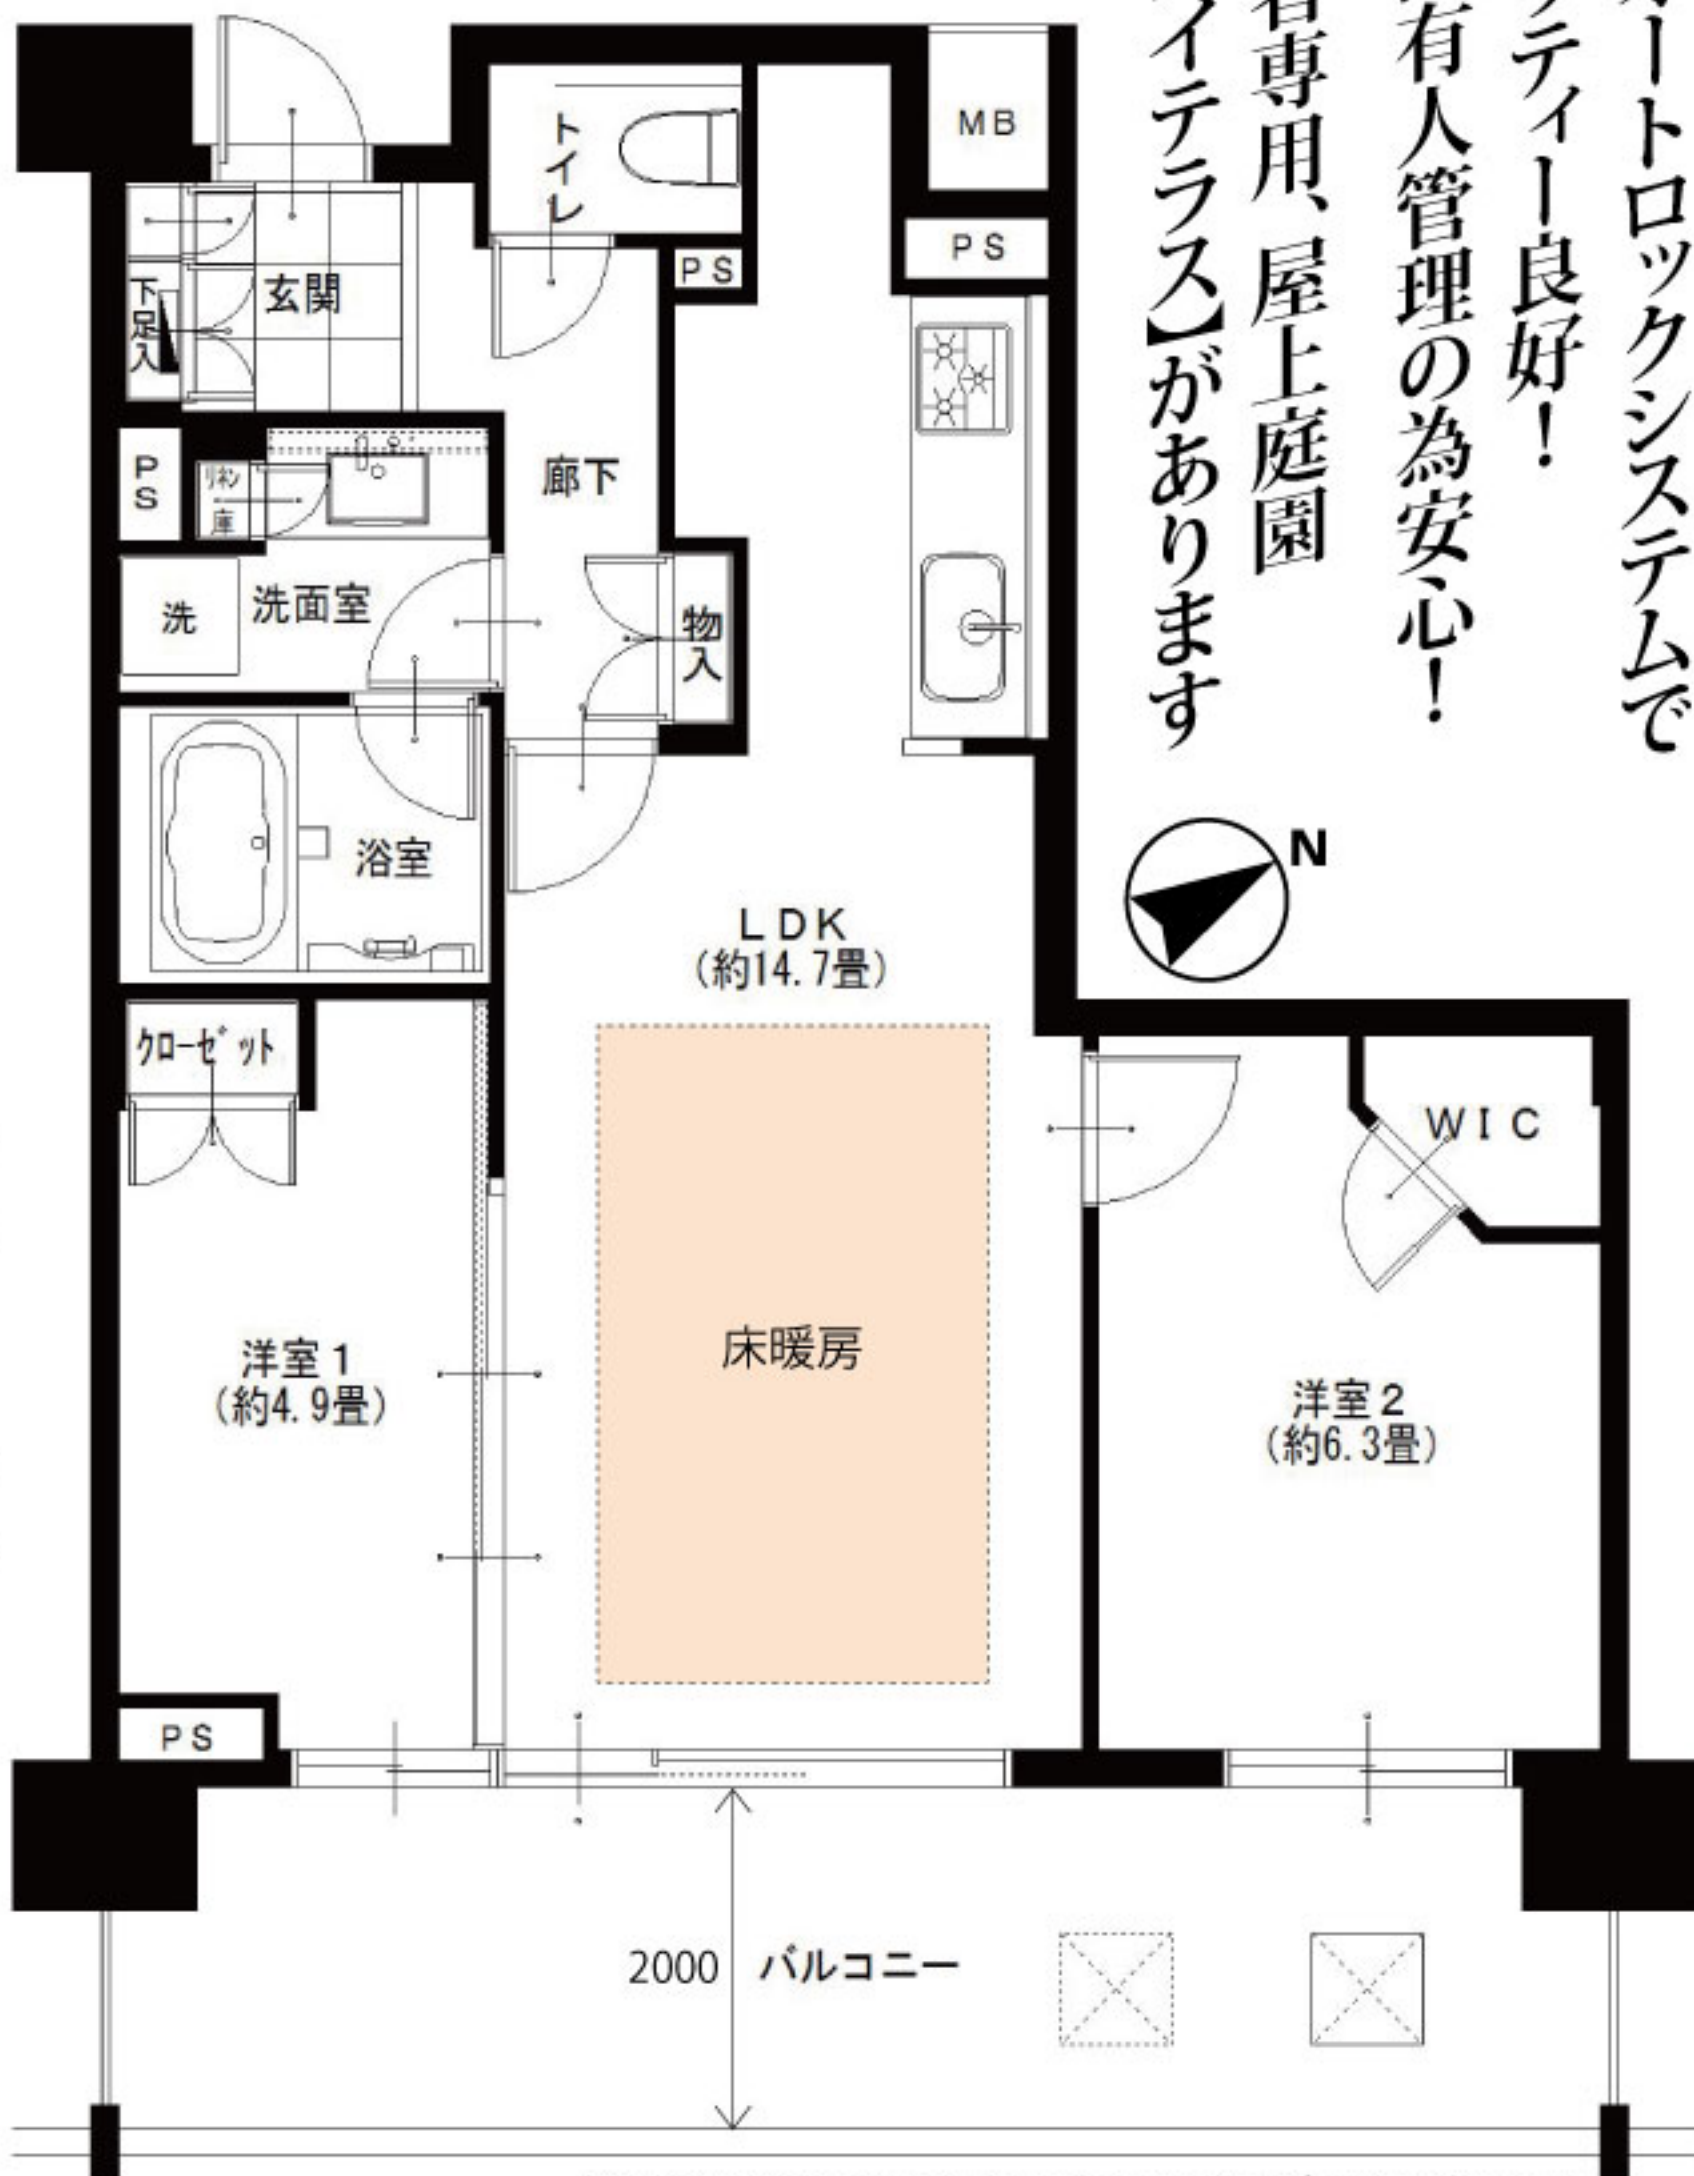 オートロックシステムで
ティー良好！
有人管理の為安心！
者専用、屋上庭園
イテラス】があります
MB
トイレ
PS
PS
玄関
下足入
PS
リネン庫
廊下
洗
洗面室
物入
浴室
N
LDK
(約14.7畳)
クローゼット
WIC
洋室1
(約4.9畳)
床暖房
洋室2
(約6.3畳)
PS
2000
バルコニー